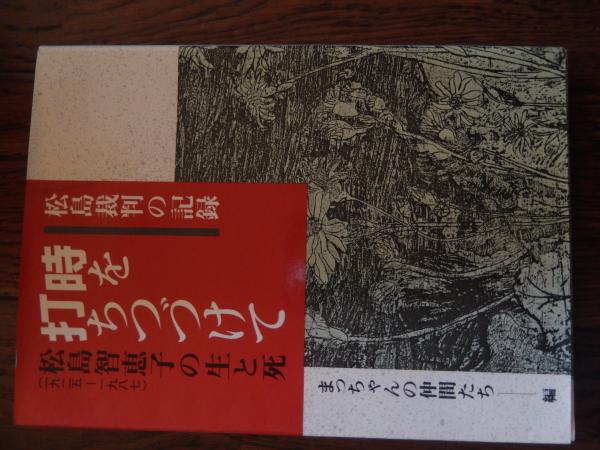 松島裁判の記録
時を
打ちつづけて
松島智恵子の生と死
(一九二五―一九八七)
まっちゃんの仲間たち――編